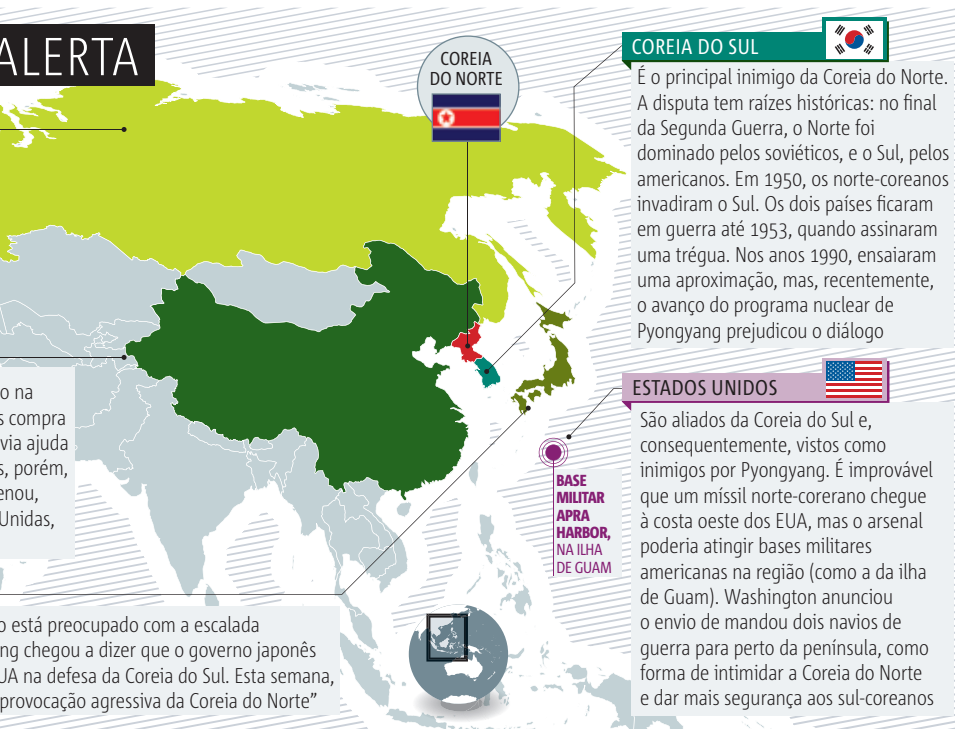 ALERTA
COREIA
DO NORTE
COREIA DO SUL
É o principal inimigo da Coreia do Norte.
A disputa tem raízes históricas: no final
da Segunda Guerra, o Norte foi
dominado pelos soviéticos, e o Sul, pelos
americanos. Em 1950, os norte-coreanos
invadiram o Sul. Os dois países ficaram
em guerra até 1953, quando assinaram
uma trégua. Nos anos 1990, ensaiaram
uma aproximação, mas, recentemente,
o avanço do programa nuclear de
Pyongyang prejudicou o diálogo
ESTADOS UNIDOS
São aliados da Coreia do Sul e,
consequentemente, vistos como
inimigos por Pyongyang. É improvável
que um míssil norte-corerano chegue
à costa oeste dos EUA, mas o arsenal
poderia atingir bases militares
americanas na região (como a da ilha
de Guam). Washington anunciou
o envio de mandou dois navios de
guerra para perto da península, como
forma de intimidar a Coreia do Norte
e dar mais segurança aos sul-coreanos
BASE
MILITAR
APRA
HARBOR,
NA ILHA
DE GUAM
o na
s compra
via ajuda
s, porém,
enou,
Unidas,
o está preocupado com a escalada
ng chegou a dizer que o governo japonês
UA na defesa da Coreia do Sul. Esta semana,
provocação agressiva da Coreia do Norte”